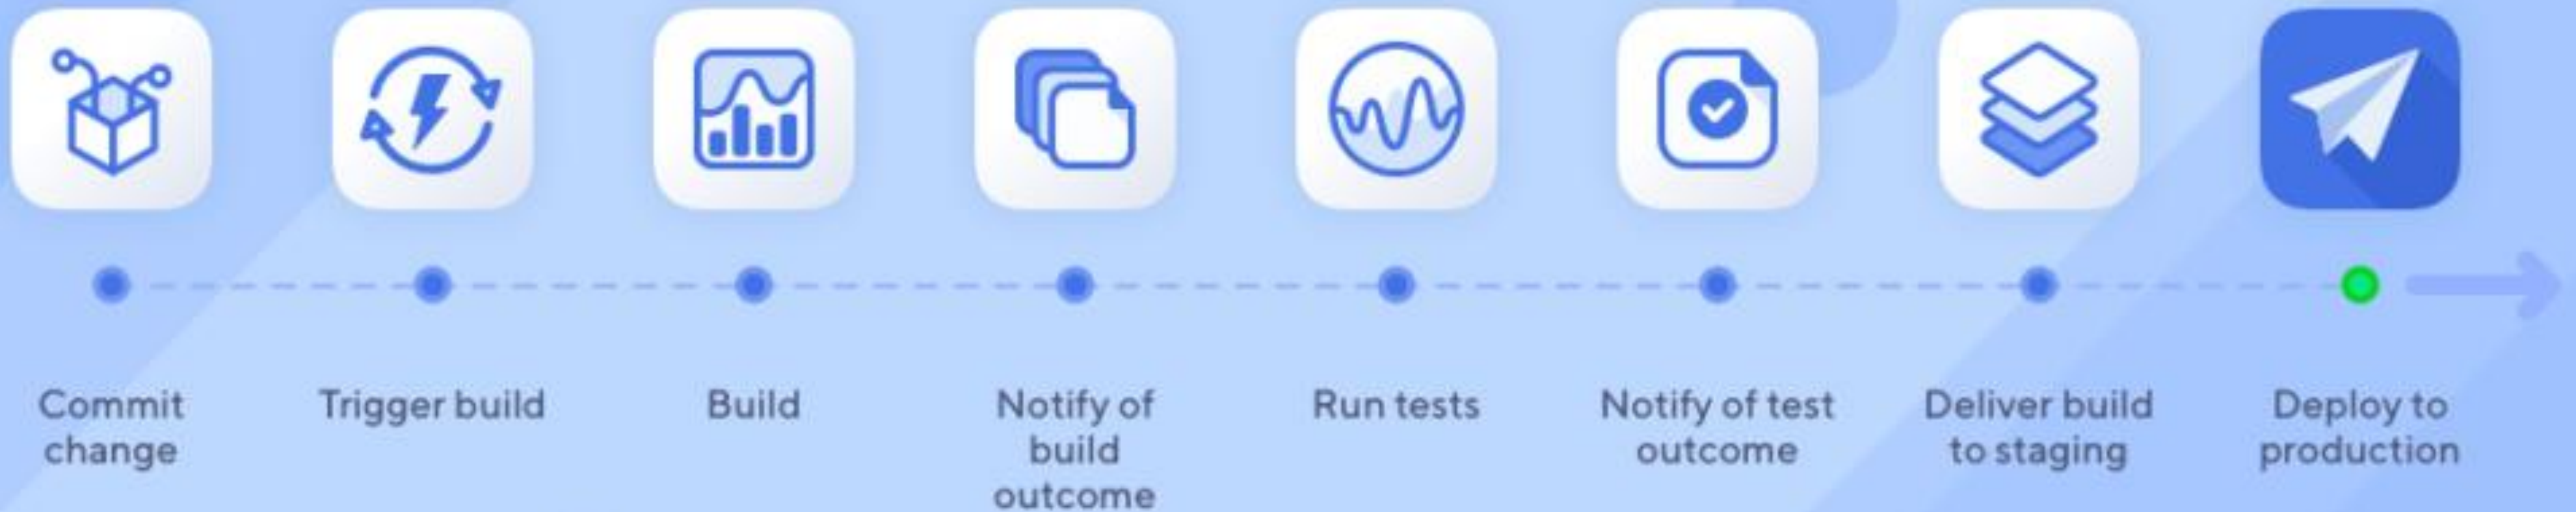 Commit
change
Trigger build
Build
Notify of
build
outcome
Run tests
Notify of test
outcome
Deliver build
to staging
Deploy to
production